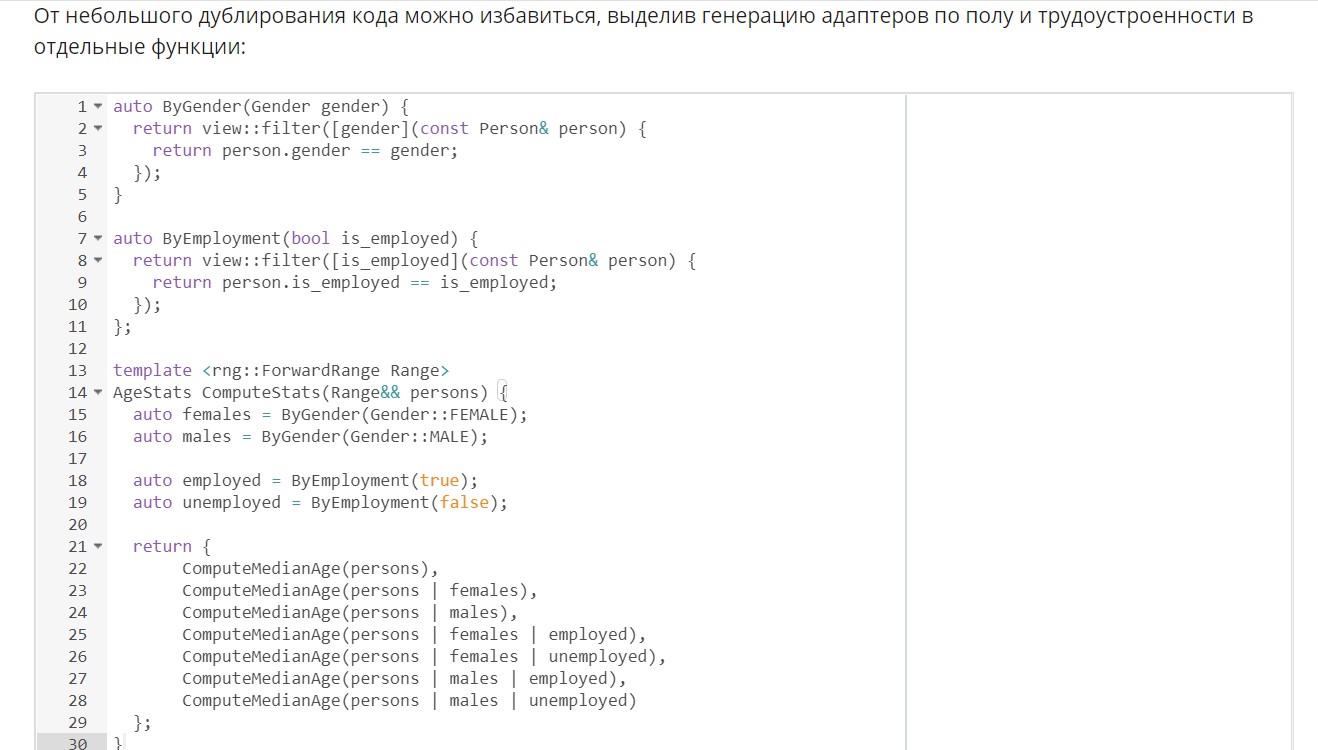 От небольшого дублирования кода можно избавиться, выделив генерацию адаптеров по полу и трудоустроенности в
отдельные функции:
1 auto ByGender(Gender gender) {
2   return view::filter([gender](const Person& person) {
3     return person.gender == gender;
4   });
5 }
6
7 auto ByEmployment(bool is_employed) {
8   return view::filter([is_employed](const Person& person) {
9     return person.is_employed == is_employed;
10   });
11 };
12
13 template <rng::ForwardRange Range>
14 AgeStats ComputeStats(Range&& persons) {
15   auto females = ByGender(Gender::FEMALE);
16   auto males = ByGender(Gender::MALE);
17
18   auto employed = ByEmployment(true);
19   auto unemployed = ByEmployment(false);
20
21   return {
22        ComputeMedianAge(persons),
23        ComputeMedianAge(persons | females),
24        ComputeMedianAge(persons | males),
25        ComputeMedianAge(persons | females | employed),
26        ComputeMedianAge(persons | females | unemployed),
27        ComputeMedianAge(persons | males | employed),
28        ComputeMedianAge(persons | males | unemployed)
29   };
30 }